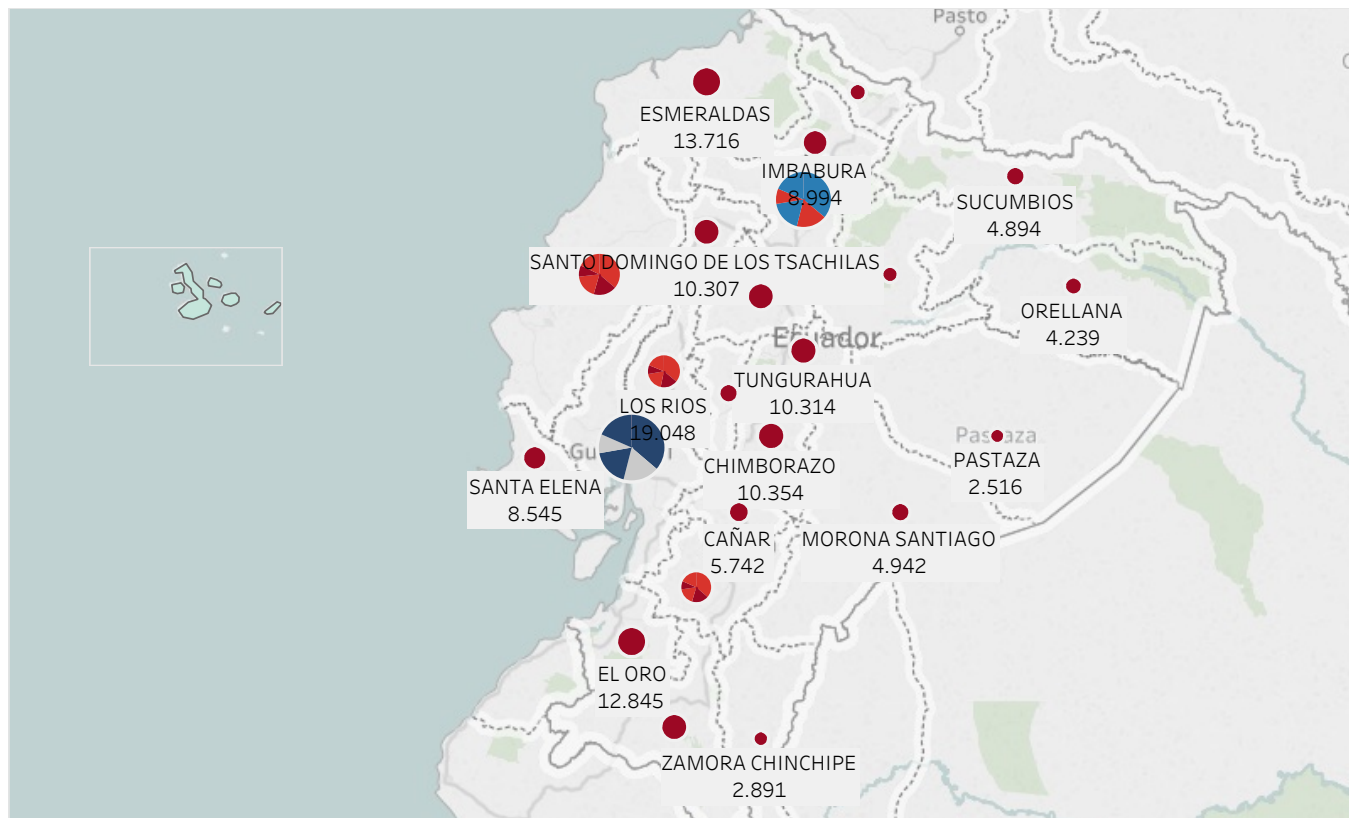 Pasto
ESMERALDAS
13.716
IMBABURA
8.994
SUCUMBIOS
4.894
SANTO DOMINGO DE LOS TSACHILAS
10.307
ORELLANA
4.239
Ecuador
TUNGURAHUA
10.314
LOS RIOS
19.048
Pastaza
PASTAZA
2.516
CHIMBORAZO
10.354
SANTA ELENA
8.545
CAÑAR
5.742
MORONA SANTIAGO
4.942
EL ORO
12.845
ZAMORA CHINCHIPE
2.891